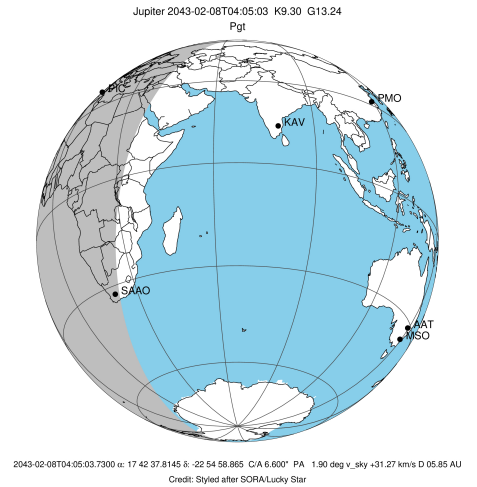 Jupiter 2043-02-08T04:05:03 K9.30 G13.24
Pgt
PIC
PMO
KAV
SAAO
AAT
MSO
2043-02-08T04:05:03.7300 α: 17 42 37.8145 δ: -22 54 58.865 C/A 6.600" PA 1.90 deg v_sky +31.27 km/s D 05.85 AU
Credit: Styled after SORA/Lucky Star